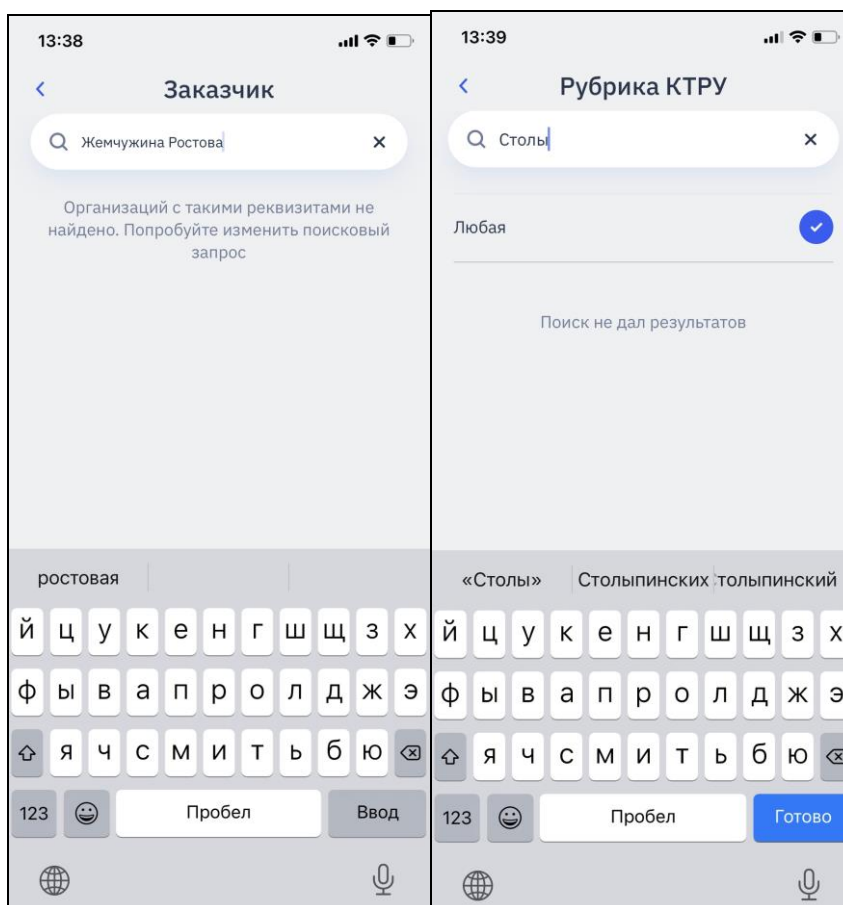 13:38
Заказчик
Жемчужина Ростова
Организаций с такими реквизитами не
найдено. Попробуйте изменить поисковый
запрос
ростовая
й ц у к е н г ш щ з х
ф ы в а п р о л д ж э
я ч с м и т ь б ю
123 Пробел Ввод
13:39
Рубрика КТРУ
Столы
Любая
Поиск не дал результатов
«Столы» Столыпинских толыпинский
й ц у к е н г ш щ з х
ф ы в а п р о л д ж э
я ч с м и т ь б ю
123 Пробел Готово